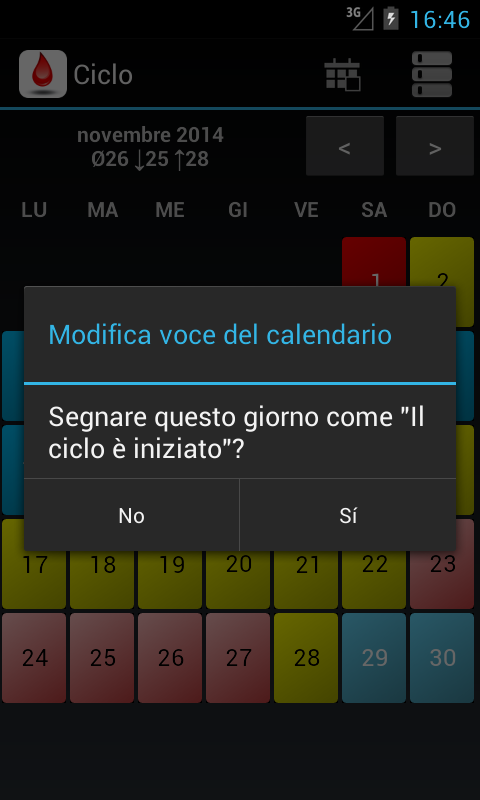 3G 16:46
Ciclo
novembre 2014
Ø26 ↓25 ↑28
< >
LU MA ME GI VE SA DO
1 2
Modifica voce del calendario
Segnare questo giorno come "Il
ciclo è iniziato"?
No Sí
17 18 19 20 21 22 23
24 25 26 27 28 29 30